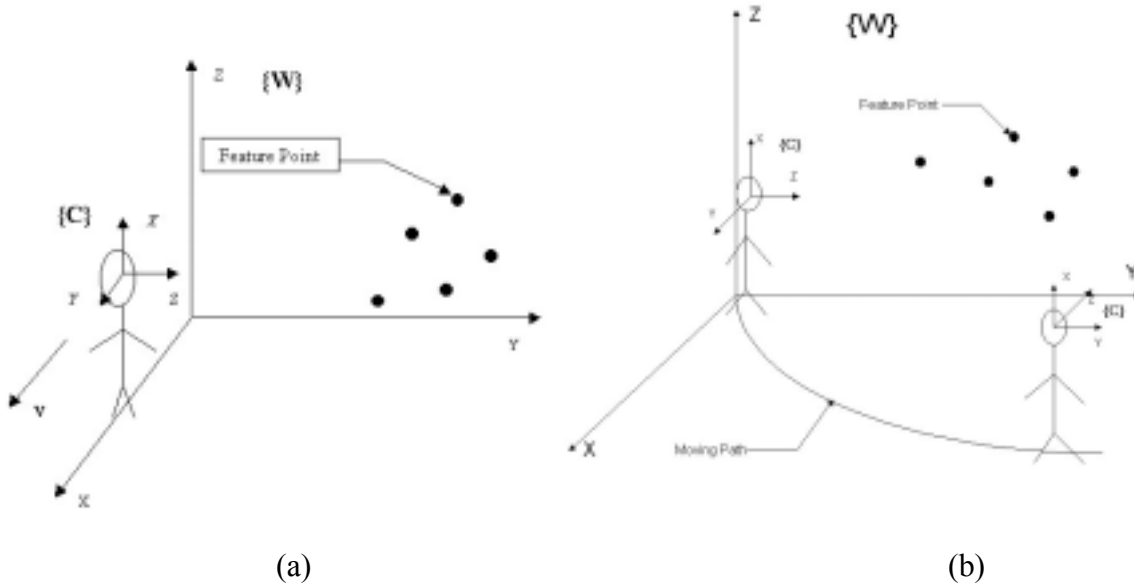 Z
{W}
Feature Point
{C}
X
Y
Z
Y
V
X
(a)
Z
{W}
Feature Point
X
{C}
Z
Y
Y
X
Z
{C}
Y
X
Moving Path
(b)